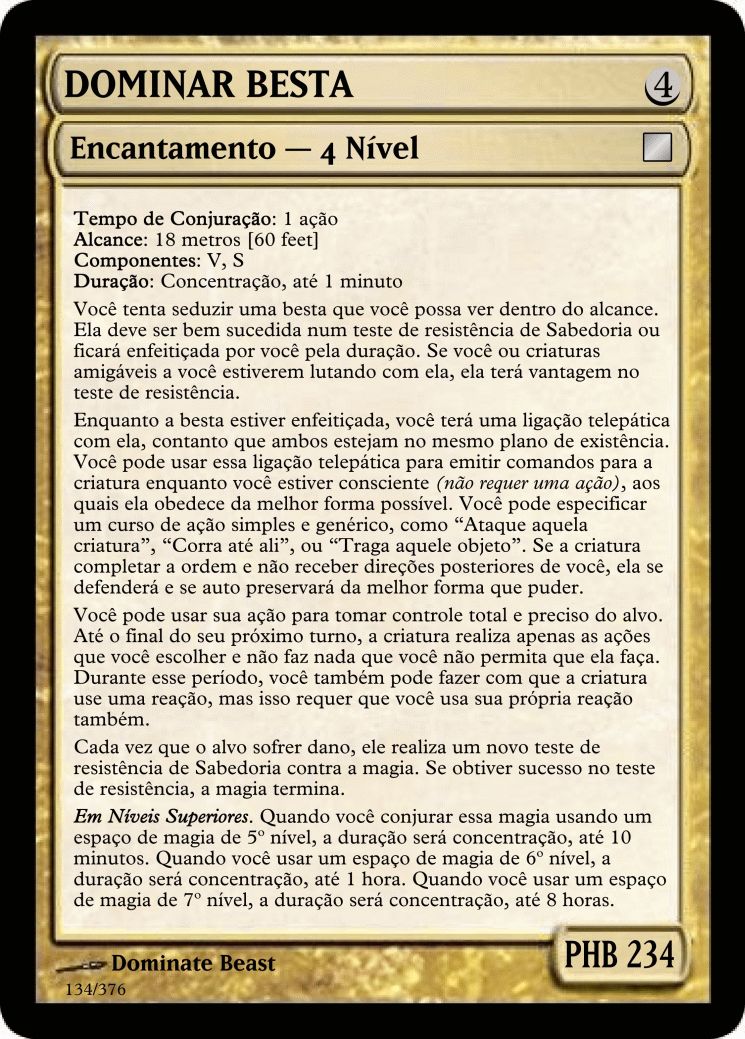 DOMINAR BESTA
4
Encantamento — 4 Nível
Tempo de Conjuração: 1 ação
Alcance: 18 metros [60 feet]
Componentes: V, S
Duração: Concentração, até 1 minuto
Você tenta seduzir uma besta que você possa ver dentro do alcance.
Ela deve ser bem sucedida num teste de resistência de Sabedoria ou
ficará enfeitiçada por você pela duração. Se você ou criaturas
amigáveis a você estiverem lutando com ela, ela terá vantagem no
teste de resistência.
Enquanto a besta estiver enfeitiçada, você terá uma ligação telepática
com ela, contanto que ambos estejam no mesmo plano de existência.
Você pode usar essa ligação telepática para emitir comandos para a
criatura enquanto você estiver consciente (não requer uma ação), aos
quais ela obedece da melhor forma possível. Você pode especificar
um curso de ação simples e genérico, como “Ataque aquela
criatura”, “Corra até ali”, ou “Traga aquele objeto”. Se a criatura
completar a ordem e não receber direções posteriores de você, ela se
defenderá e se auto preservará da melhor forma que puder.
Você pode usar sua ação para tomar controle total e preciso do alvo.
Até o final do seu próximo turno, a criatura realiza apenas as ações
que você escolher e não faz nada que você não permita que ela faça.
Durante esse período, você também pode fazer com que a criatura
use uma reação, mas isso requer que você usa sua própria reação
também.
Cada vez que o alvo sofrer dano, ele realiza um novo teste de
resistência de Sabedoria contra a magia. Se obtiver sucesso no teste
de resistência, a magia termina.
Em Níveis Superiores. Quando você conjurar essa magia usando um
espaço de magia de 5º nível, a duração será concentração, até 10
minutos. Quando você usar um espaço de magia de 6º nível, a
duração será concentração, até 1 hora. Quando você usar um espaço
de magia de 7º nível, a duração será concentração, até 8 horas.
PHB 234
Dominate Beast
134/376